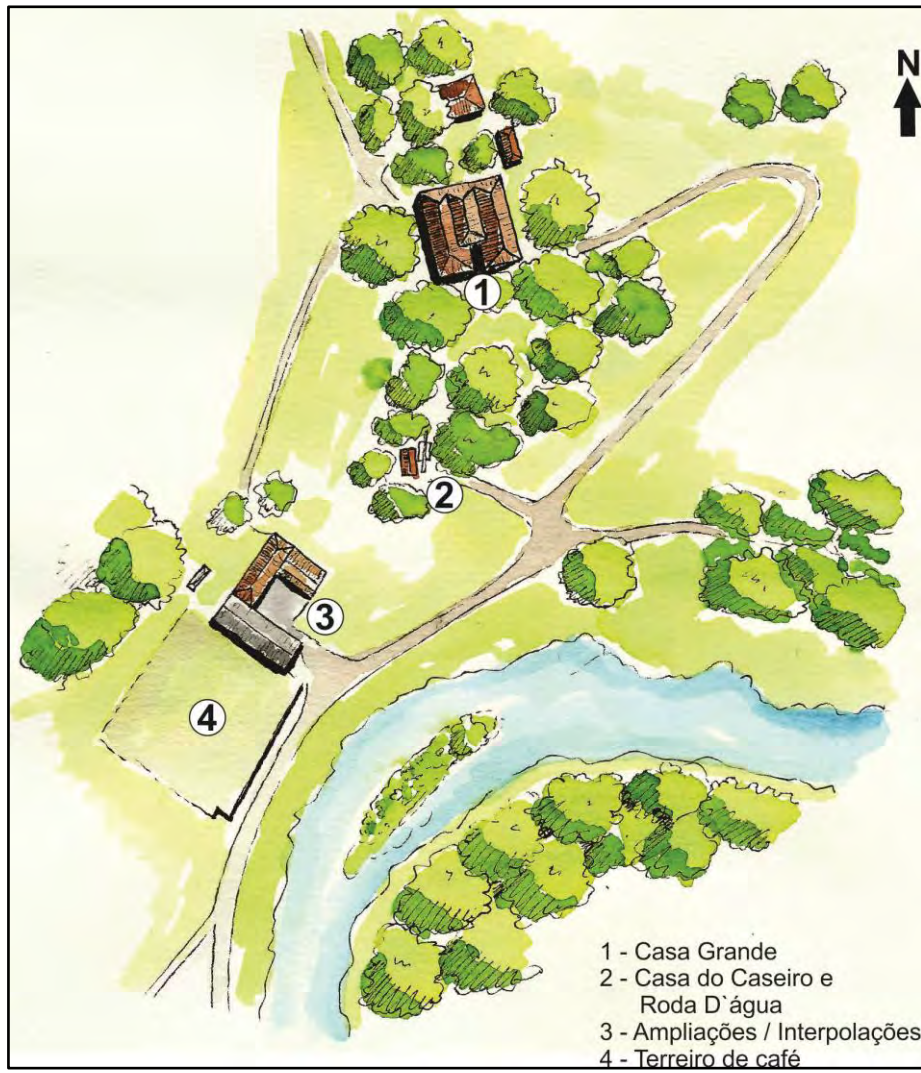 N
1
2
3
4
1 - Casa Grande
2 - Casa do Caseiro e
Roda D`água
3 - Ampliações / Interpolações
4 - Terreiro de café